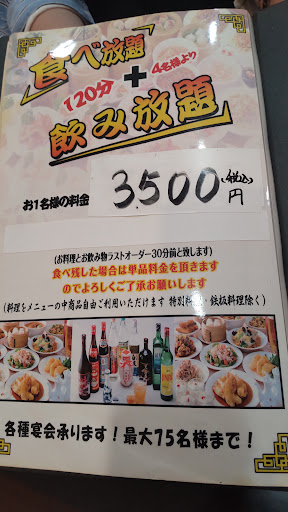 食べ放題
120分 + 4名様より
飲み放題
お1名様の料金 3500円(税込)
(お料理とお飲み物ラストオーダー30分前と致します)
食べ残した場合は単品料金を頂きます
のでよろしくご了承お願いします
(料理をメニューの中商品自由ご利用いただけます 特別料理・鉄板料理除く)
各種宴会承ります！最大75名様まで！